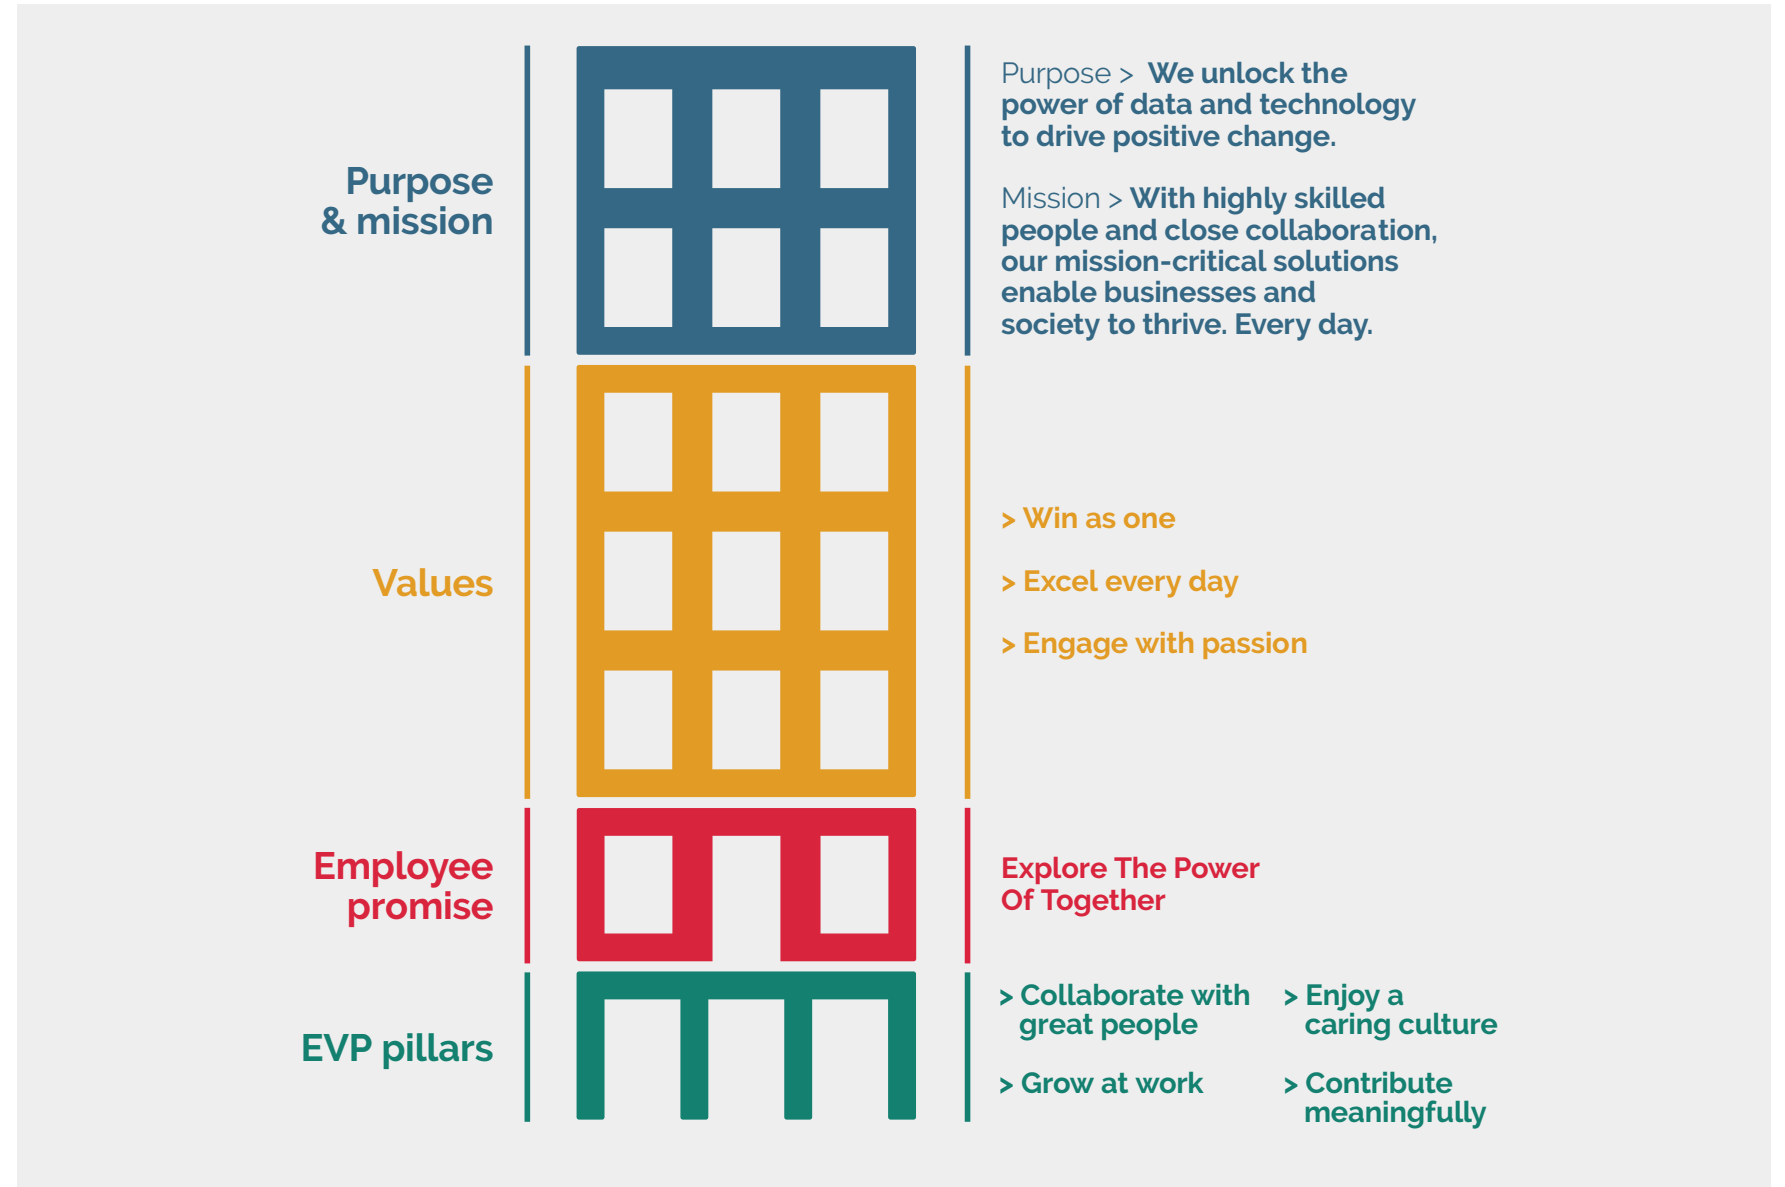 Purpose
& mission
Purpose > We unlock the
power of data and technology
to drive positive change.
Mission > With highly skilled
people and close collaboration,
our mission-critical solutions
enable businesses and
society to thrive. Every day.
Values
> Win as one
> Excel every day
> Engage with passion
Employee
promise
Explore The Power
Of Together
EVP pillars
> Collaborate with
great people
> Grow at work
> Enjoy a
caring culture
> Contribute
meaningfully